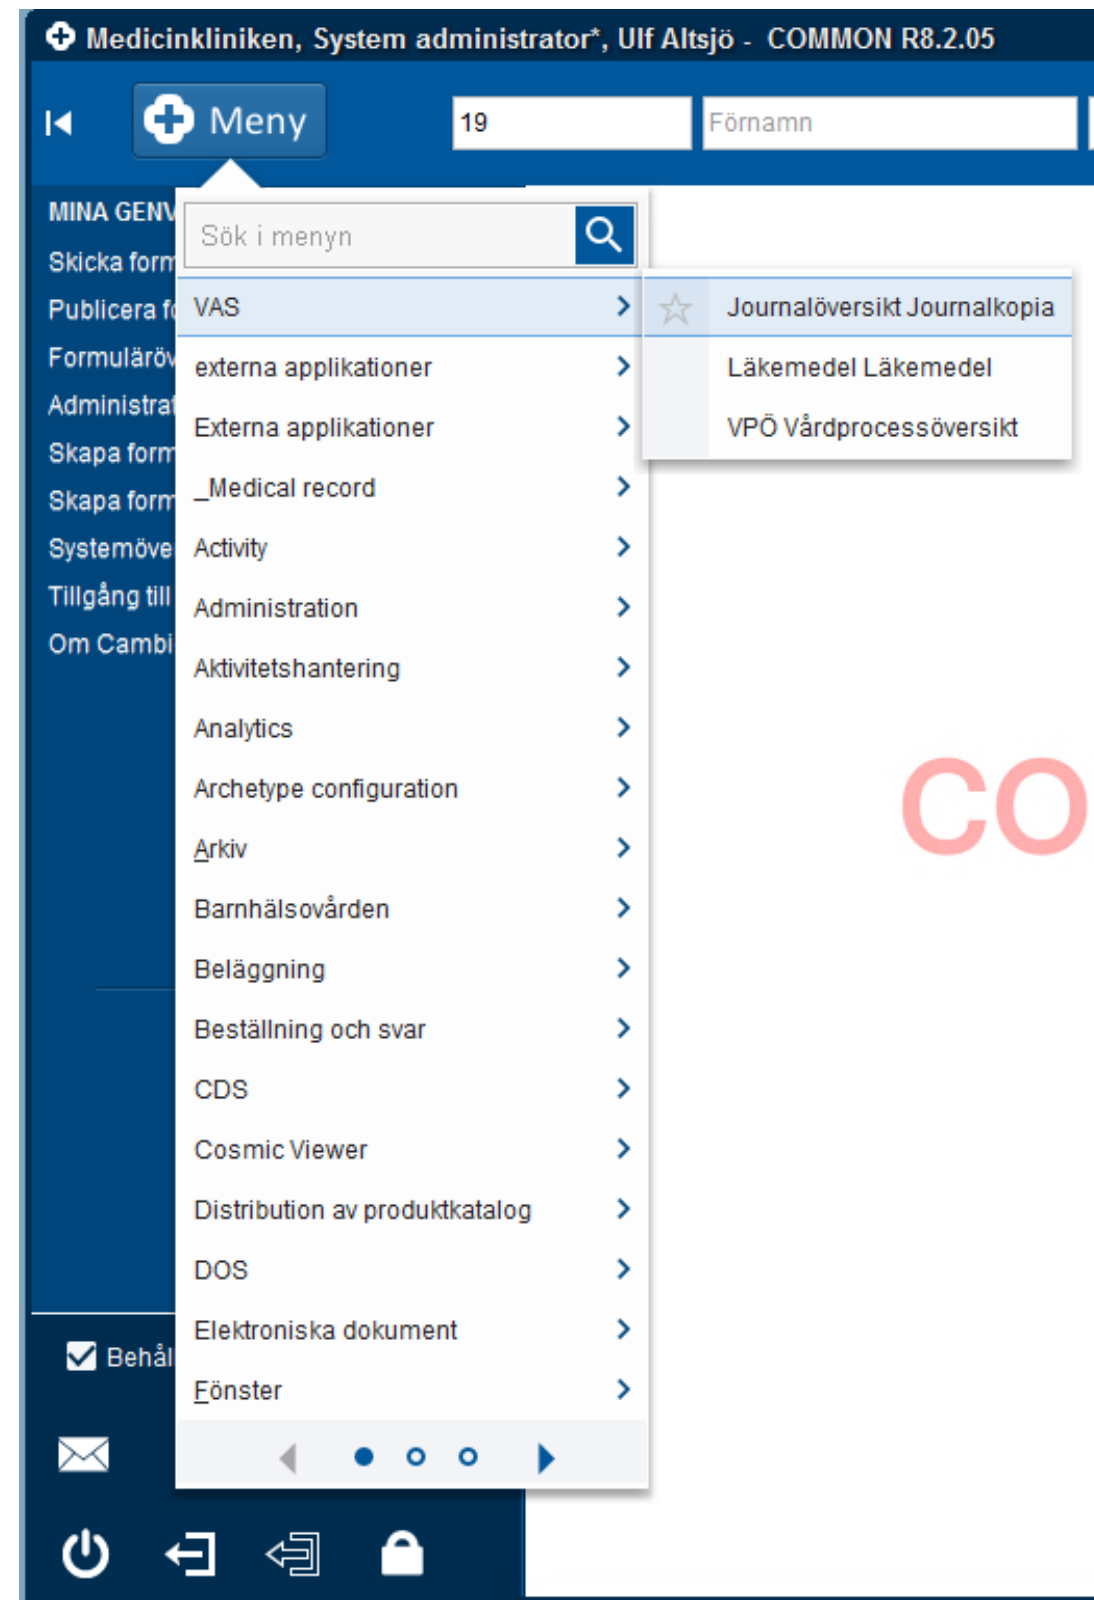 Medicinkliniken, System administrator*, Ulf Altsjö - COMMON R8.2.05
Meny
19
Förnamn
MINA GENV
Skicka form
Publicera fo
Formuläröv
Administrat
Skapa form
Skapa form
Systemöve
Tillgång till
Om Cambi
Sök i menyn
VAS
externa applikationer
Externa applikationer
_Medical record
Activity
Administration
Aktivitetshantering
Analytics
Archetype configuration
Arkiv
Barnhälsovården
Beläggning
Beställning och svar
CDS
Cosmic Viewer
Distribution av produktkatalog
DOS
Elektroniska dokument
Fönster
Journalöversikt Journalkopia
Läkemedel Läkemedel
VPÖ Vårdprocessöversikt
CO
Behåll